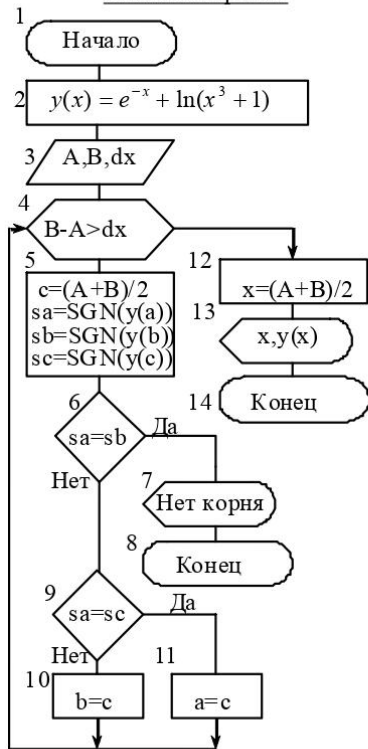 1
Начало
2
y(x) = e^{-x} + ln(x^3 + 1)
3
A,B,dx
4
B-A>dx
5
c=(A+B)/2
sa=SGN(y(a))
sb=SGN(y(b))
sc=SGN(y(c))
12
x=(A+B)/2
13
x,y(x)
14
Конец
6
sa=sb
Да
Нет
7
Нет корня
8
Конец
9
sa=sc
Да
Нет
10
b=c
11
a=c